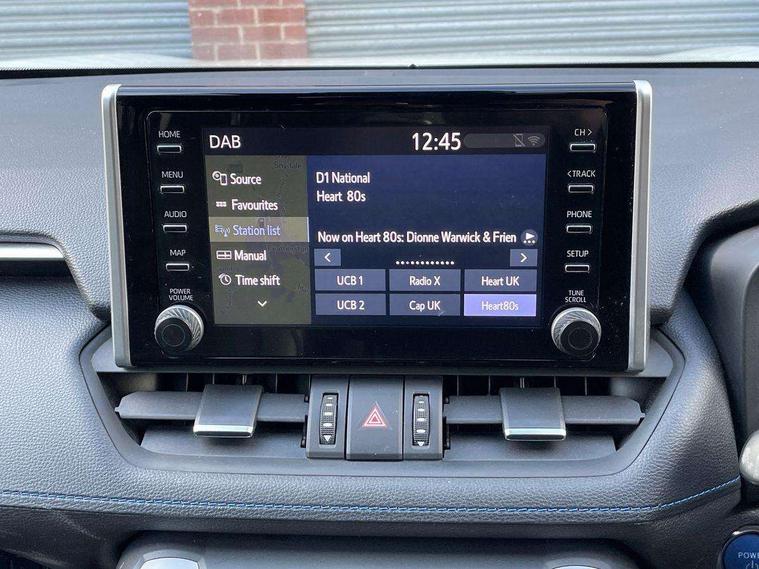 DAB
12:45
HOME
MENU
AUDIO
MAP
POWER
VOLUME
Source
Favourites
Station list
Manual
Time shift
D1 National
Heart 80s
Now on Heart 80s: Dionne Warwick & Frien
UCB 1 Radio X Heart UK
UCB 2 Cap UK Heart80s
CH >
< TRACK
PHONE
SETUP
TUNE
SCROLL
POWE